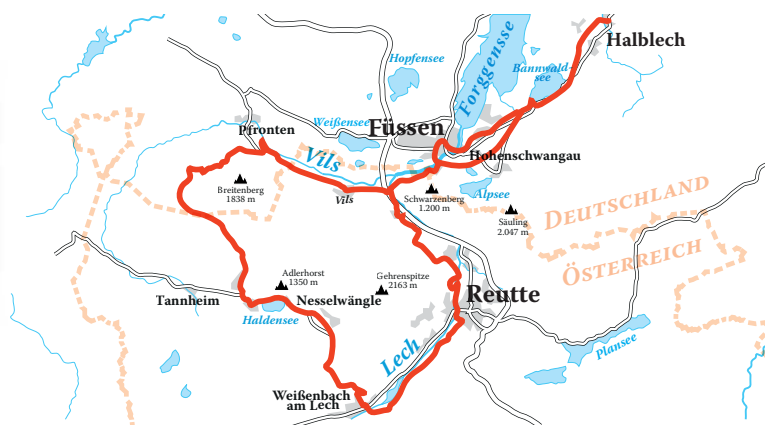 Halblech
Hopfensee
Forggensse
Bannwald-
see
Pfronten
Weißensee
Füssen
Hohenschwangau
Vils
Breitenberg
1838 m
Vils
Schwarzenberg
1.200 m
Alpsee
Säuling
2.047 m
DEUTSCHLAND
ÖSTERREICH
Adlerhorst
1350 m
Gehrenspitze
2163 m
Tannheim
Nesselwängle
Reutte
Haldensee
Plansee
Lech
Weißenbach
am Lech